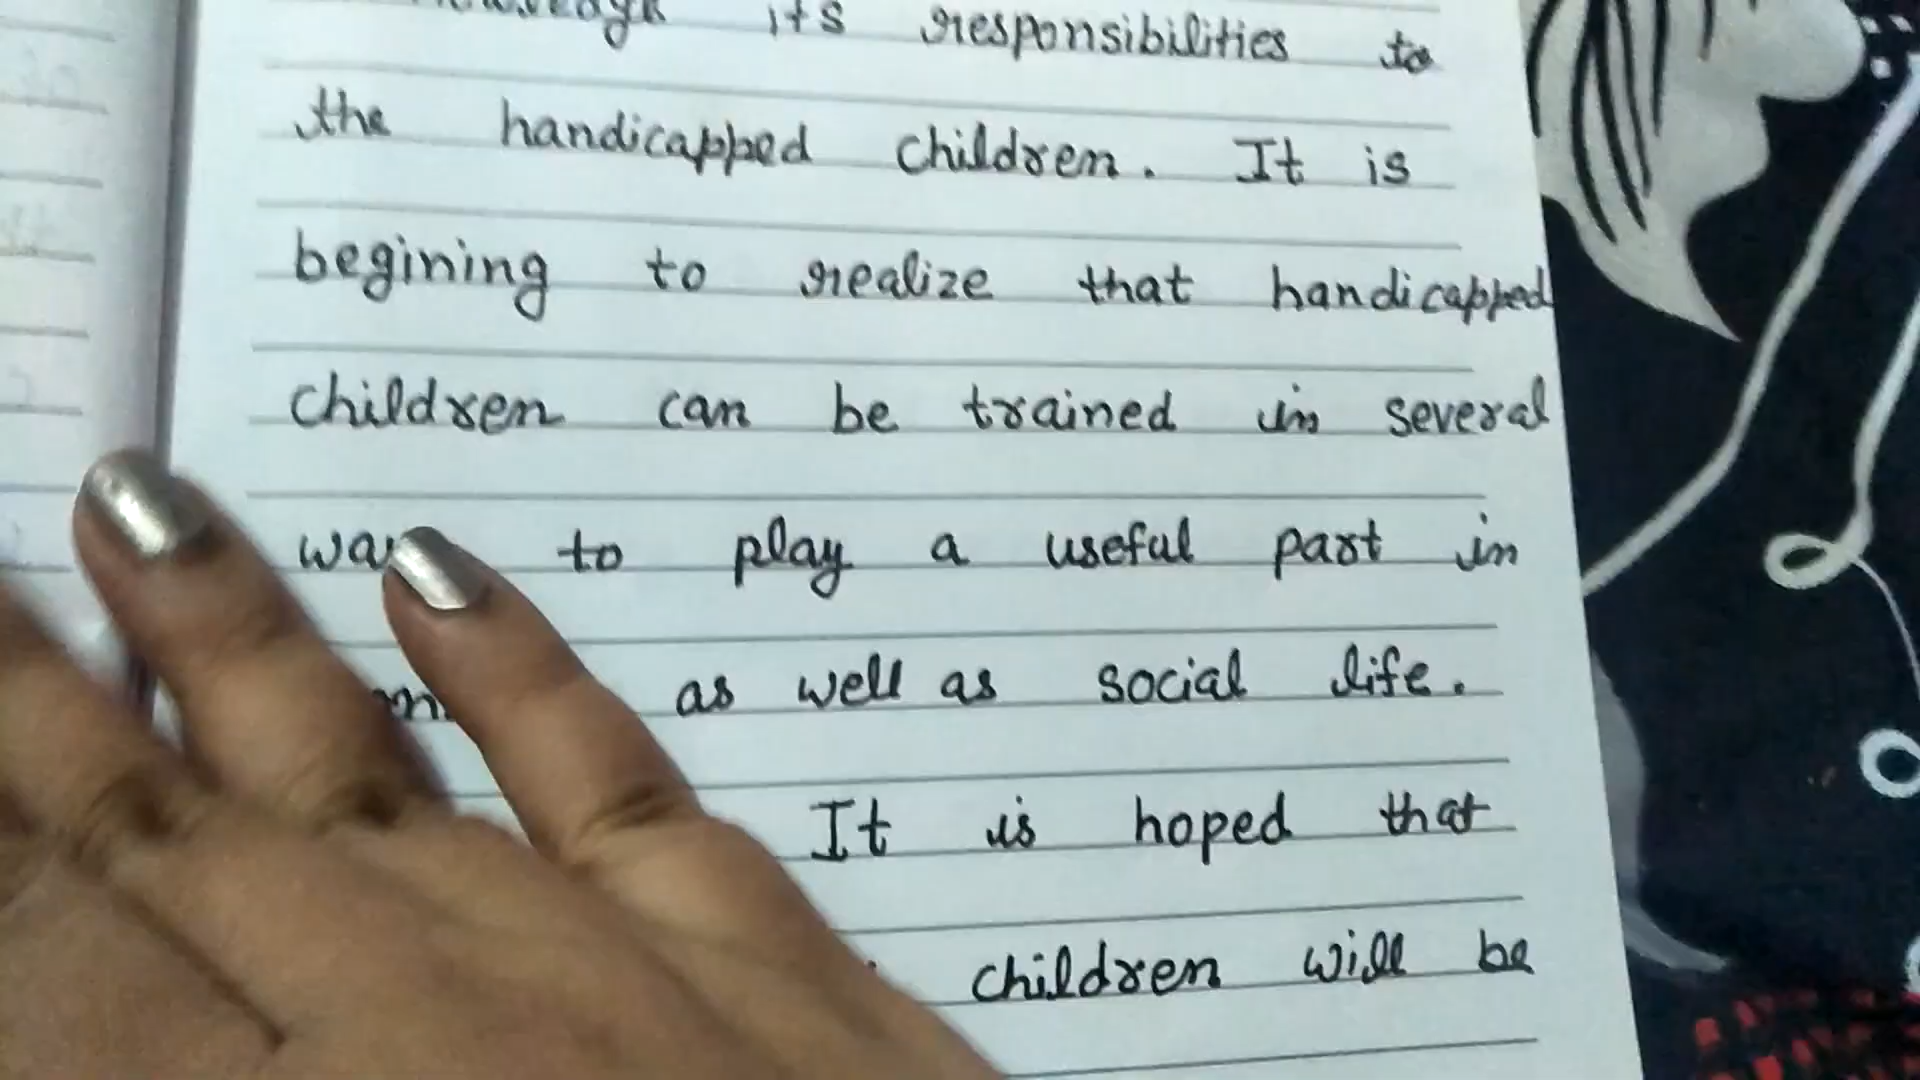 its responsibilities to
the handicapped children. It is
begining to realize that handicapped
children can be trained in several
to play a useful part in
as well as social life.
It is hoped that
children will be